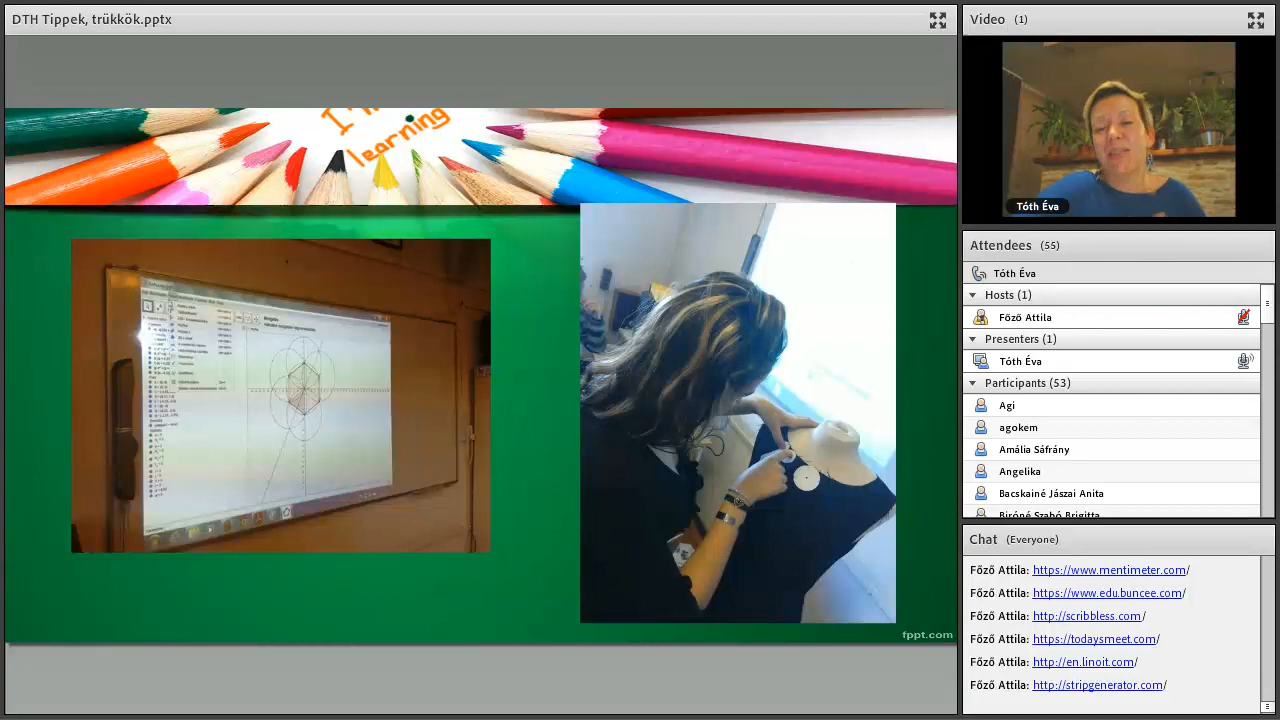 DTH Tippek, trükkök.pptx
learning
fppt.com
Video (1)
Tóth Éva
Attendees (55)
Tóth Éva
Hosts (1)
Főző Attila
Presenters (1)
Tóth Éva
Participants (53)
Agi
agokem
Amália Sáfrány
Angelika
Bacskainé Jászai Anita
Biróné Szabó Brigitta
Chat (Everyone)
Főző Attila: https://www.mentimeter.com/
Főző Attila: https://www.edu.buncee.com/
Főző Attila: http://scribbless.com/
Főző Attila: https://todaysmeet.com/
Főző Attila: http://en.linoit.com/
Főző Attila: http://stripgenerator.com/